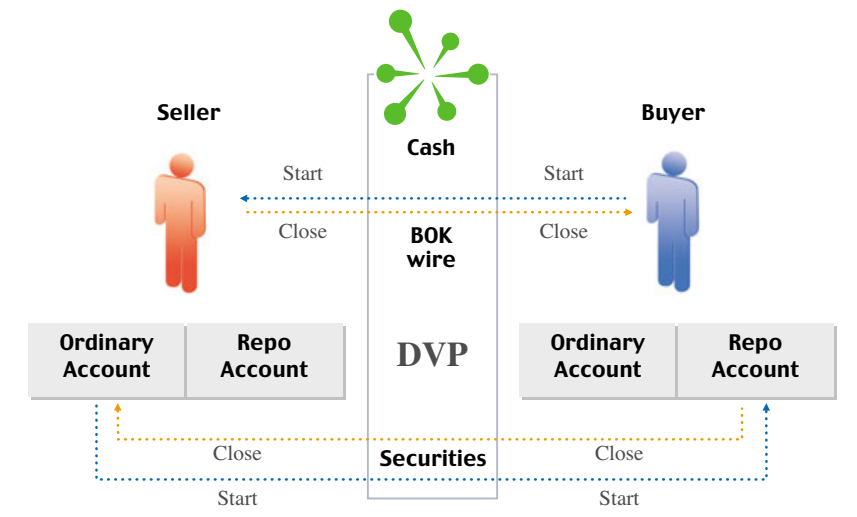 Seller
Buyer
Cash
Start
Start
Close
BOK
wire
Close
Ordinary
Account
Repo
Account
DVP
Ordinary
Account
Repo
Account
Close
Securities
Close
Start
Start